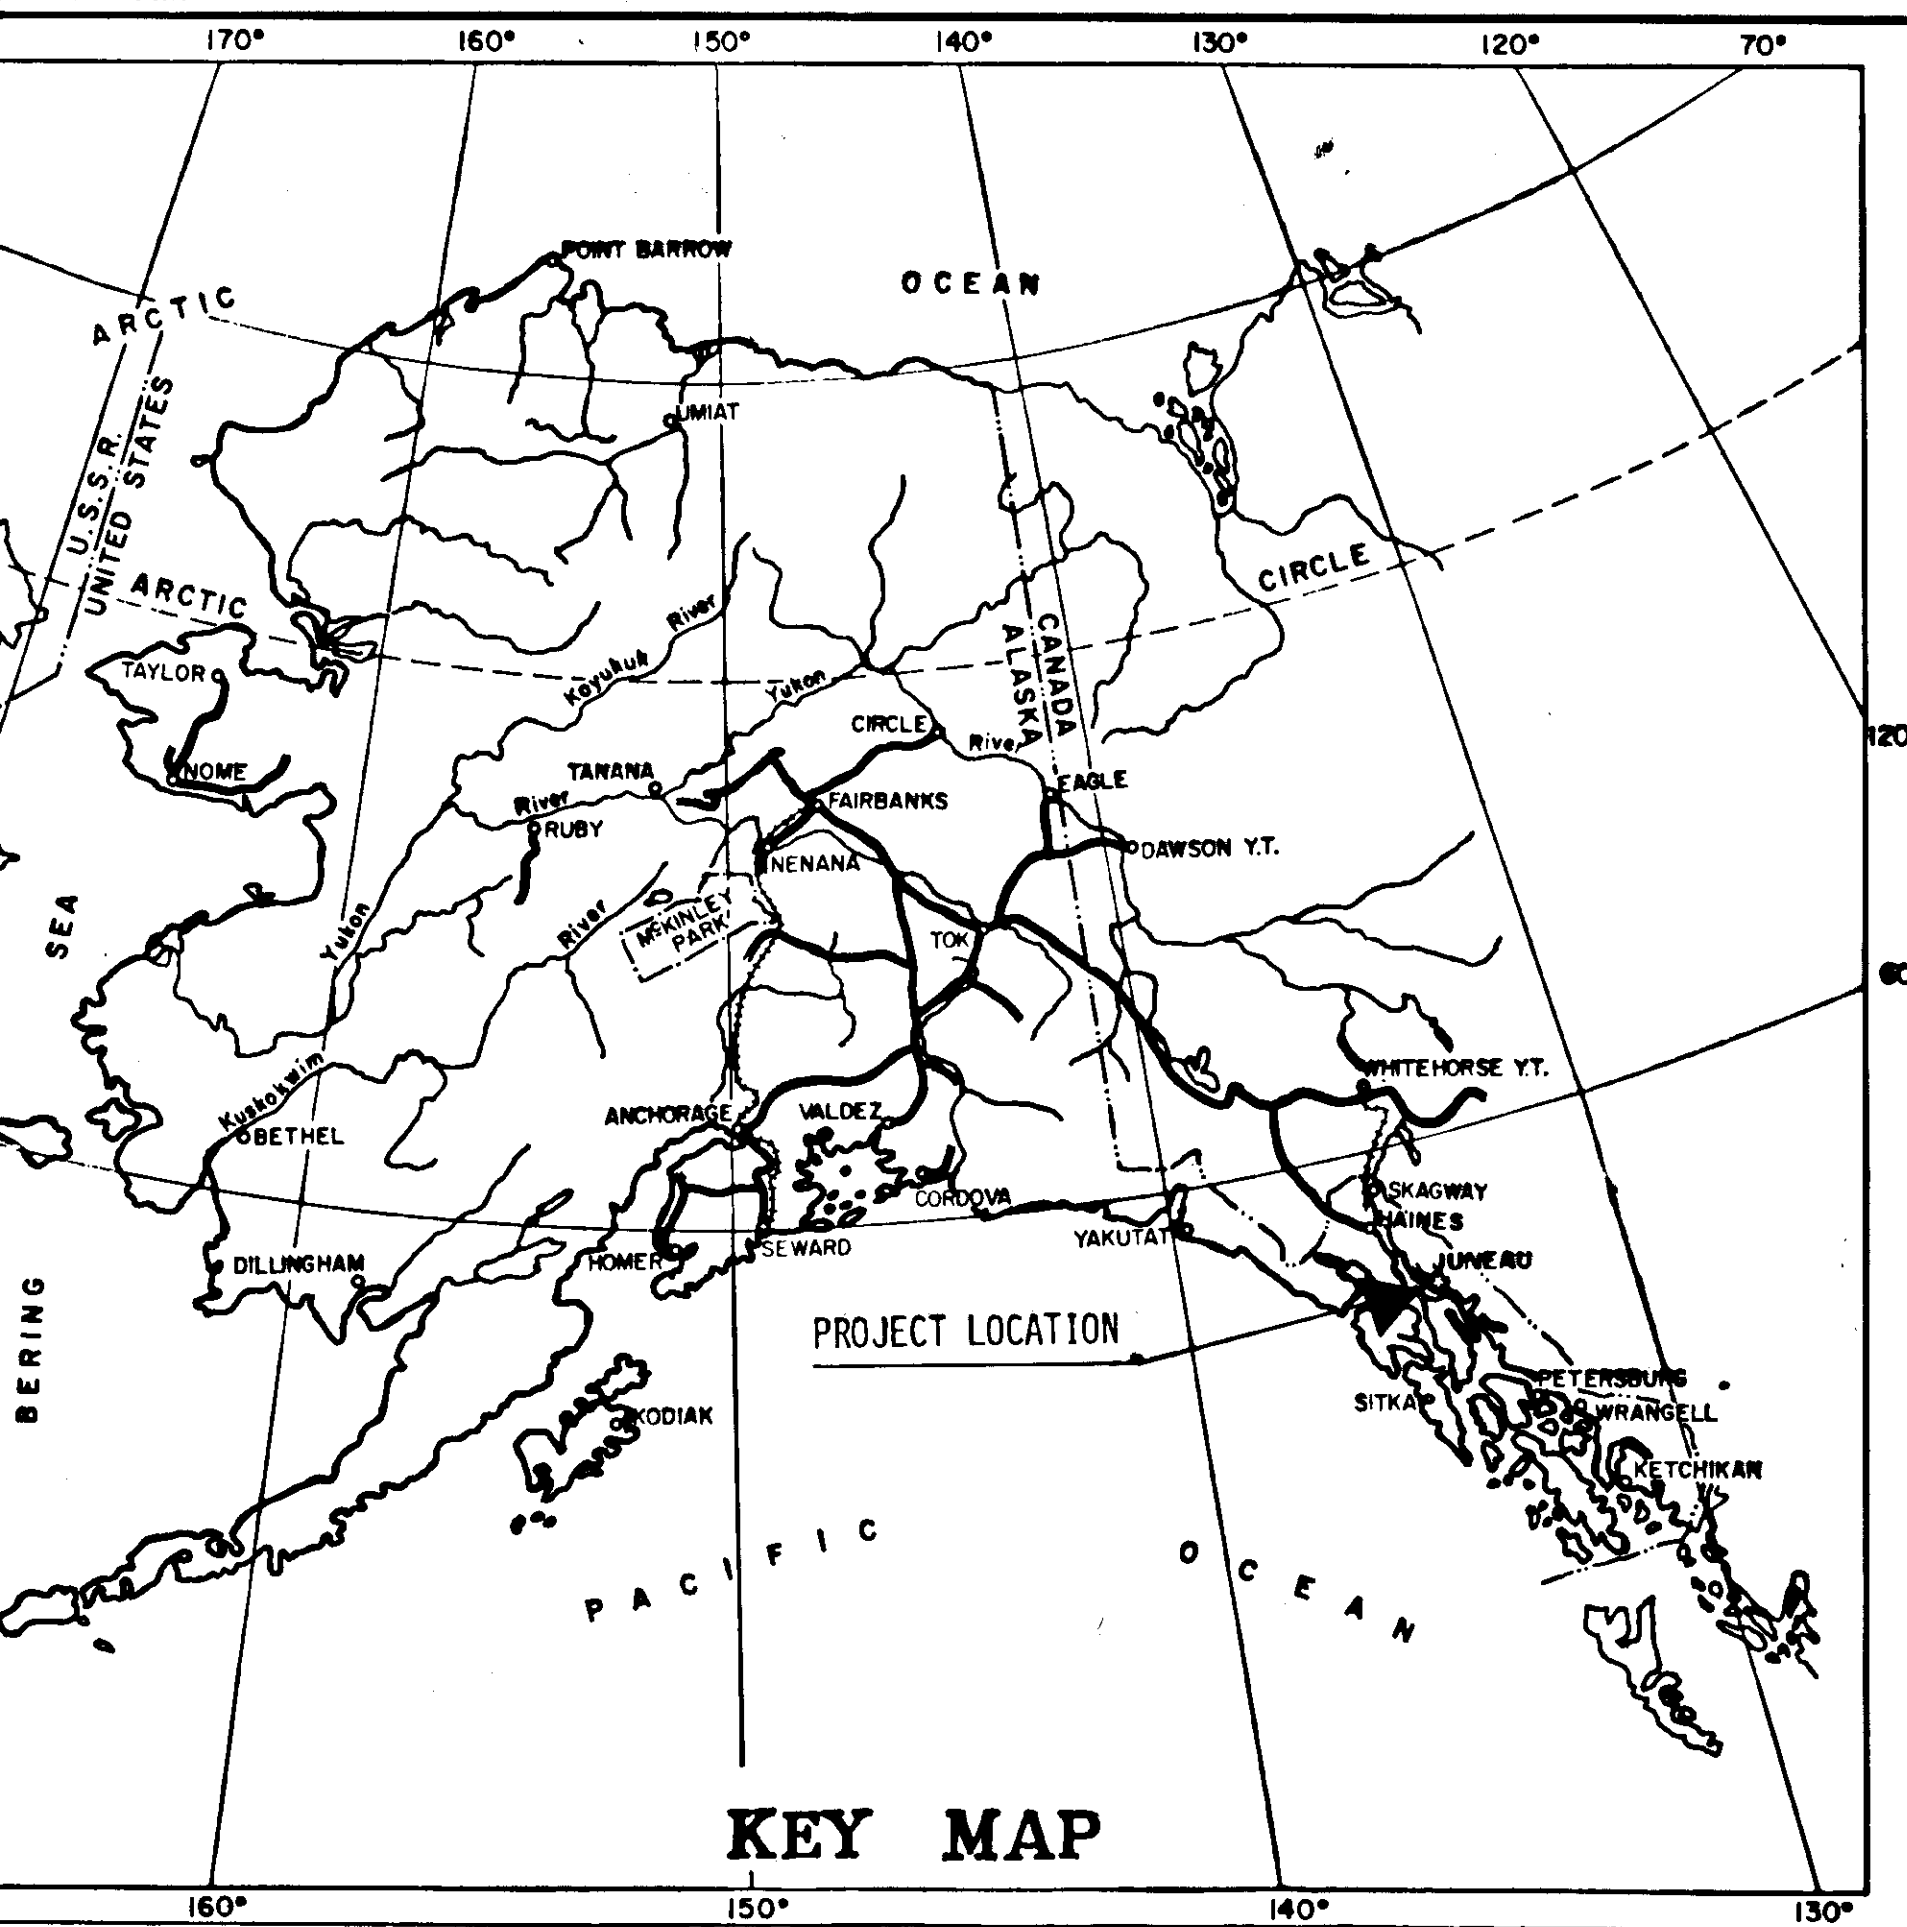 170° 160° 150° 140° 130° 120° 70°
POINT BARROW
OCEAN
ARCTIC
UMIAT
U.S.S.R.
UNITED STATES
ARCTIC
CIRCLE
River
Koyukuk
CANADA
ALASKA
TAYLOR
Yukon
CIRCLE
River
120
NOME
TANANA
EAGLE
River
FAIRBANKS
RUBY
DAWSON Y.T.
NENANA
SEA
Yukon
River
McKINLEY
PARK
TOK
60
Kuskokwim
WHITEHORSE Y.T.
ANCHORAGE
VALDEZ
BETHEL
CORDOVA
SKAGWAY
HAINES
YAKUTAT
DILLINGHAM
HOMER
SEWARD
JUNEAU
BERING
PROJECT LOCATION
PETERSBURG
SITKA
WRANGELL
KODIAK
KETCHIKAN
PACIFIC
OCEAN
KEY MAP
160° 150° 140° 130°